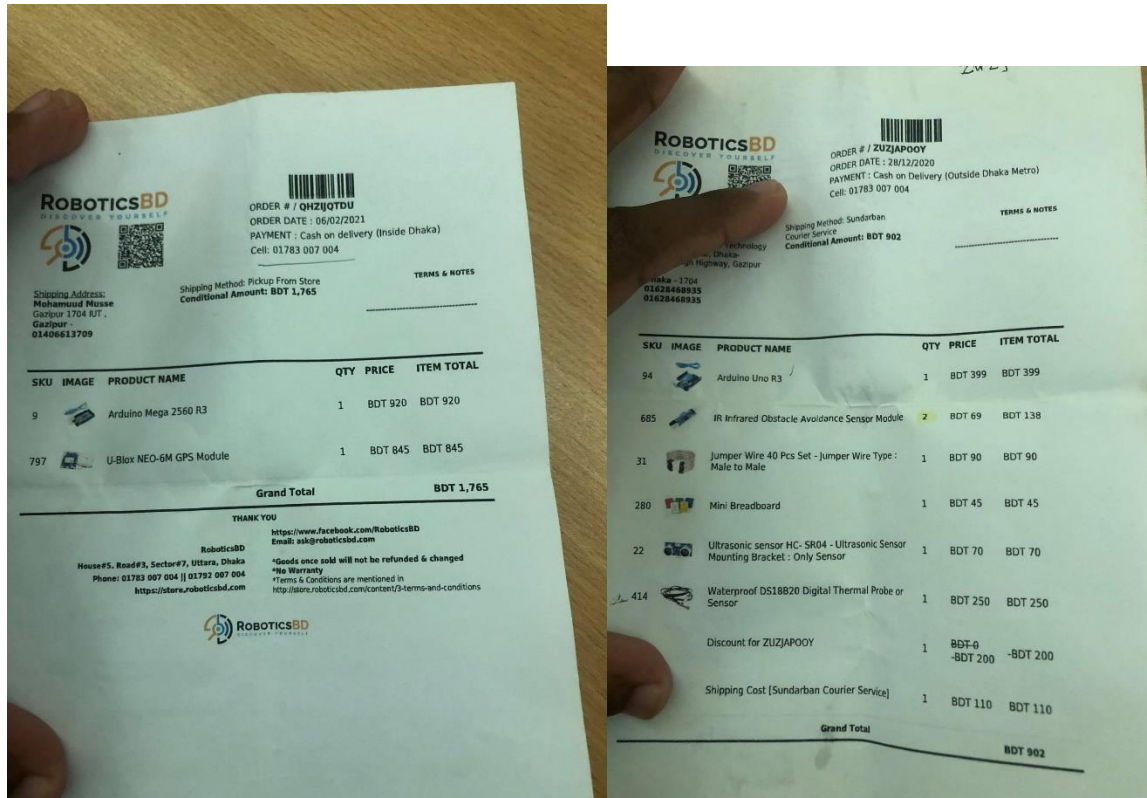 ROBOTICSBD
DISCOVER YOURSELF
ORDER # / QHZIJQTDU
ORDER DATE : 06/02/2021
PAYMENT : Cash on delivery (Inside Dhaka)
Cell: 01783 007 004
Shipping Address:
Mohamuud Musse
Gazipur 1704 IUT ,
Gazipur -
01406613709
Shipping Method: Pickup From Store
Conditional Amount: BDT 1,765
TERMS & NOTES
SKU IMAGE PRODUCT NAME QTY PRICE ITEM TOTAL
9 Arduino Mega 2560 R3 1 BDT 920 BDT 920
797 U-Blox NEO-6M GPS Module 1 BDT 845 BDT 845
Grand Total BDT 1,765
THANK YOU
RoboticsBD
House#5. Road#3, Sector#7, Uttara, Dhaka
Phone: 01783 007 004 || 01792 007 004
https://store.roboticsbd.com
https://www.facebook.com/RoboticsBD
Email: ask@roboticsbd.com
*Goods once sold will not be refunded & changed
*No Warranty
*Terms & Conditions are mentioned in
http://store.roboticsbd.com/content/3-terms-and-conditions
ROBOTICSBD
DISCOVER YOURSELF
ROBOTICSBD
DISCOVER YOURSELF
ORDER # / ZUZJAPOOY
ORDER DATE : 28/12/2020
PAYMENT : Cash on Delivery (Outside Dhaka Metro)
Cell: 01783 007 004
Technology
Dhaka-
Highway, Gazipur
- 1704
01628468935
01628468935
Shipping Method: Sundarban
Courier Service
Conditional Amount: BDT 902
TERMS & NOTES
SKU IMAGE PRODUCT NAME QTY PRICE ITEM TOTAL
94 Arduino Uno R3 1 BDT 399 BDT 399
685 IR Infrared Obstacle Avoidance Sensor Module 2 BDT 69 BDT 138
31 Jumper Wire 40 Pcs Set - Jumper Wire Type : 1 BDT 90 BDT 90
Male to Male
280 Mini Breadboard 1 BDT 45 BDT 45
22 Ultrasonic sensor HC- SR04 - Ultrasonic Sensor 1 BDT 70 BDT 70
Mounting Bracket : Only Sensor
414 Waterproof DS18B20 Digital Thermal Probe or 1 BDT 250 BDT 250
Sensor
Discount for ZUZJAPOOY 1 BDT 0 -BDT 200
-BDT 200
Shipping Cost [Sundarban Courier Service] 1 BDT 110 BDT 110
Grand Total BDT 902